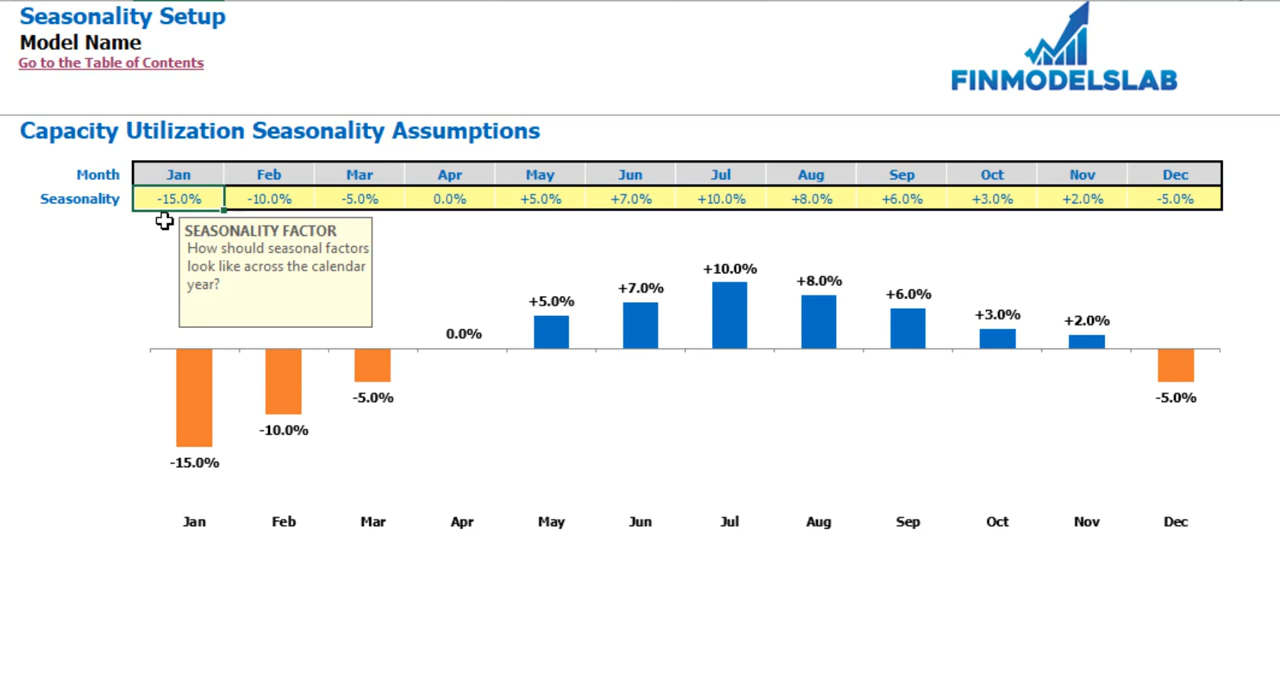 Seasonality Setup
Model Name
Go to the Table of Contents
FINMODELSLAB
Capacity Utilization Seasonality Assumptions
Month Jan Feb Mar Apr May Jun Jul Aug Sep Oct Nov Dec
Seasonality -15.0% -10.0% -5.0% 0.0% +5.0% +7.0% +10.0% +8.0% +6.0% +3.0% +2.0% -5.0%
SEASONALITY FACTOR
How should seasonal factors
look like across the calendar
year?
+10.0%
+8.0%
+7.0%
+6.0%
+5.0%
+3.0%
+2.0%
0.0%
-5.0% -5.0%
-10.0%
-15.0%
Jan Feb Mar Apr May Jun Jul Aug Sep Oct Nov Dec